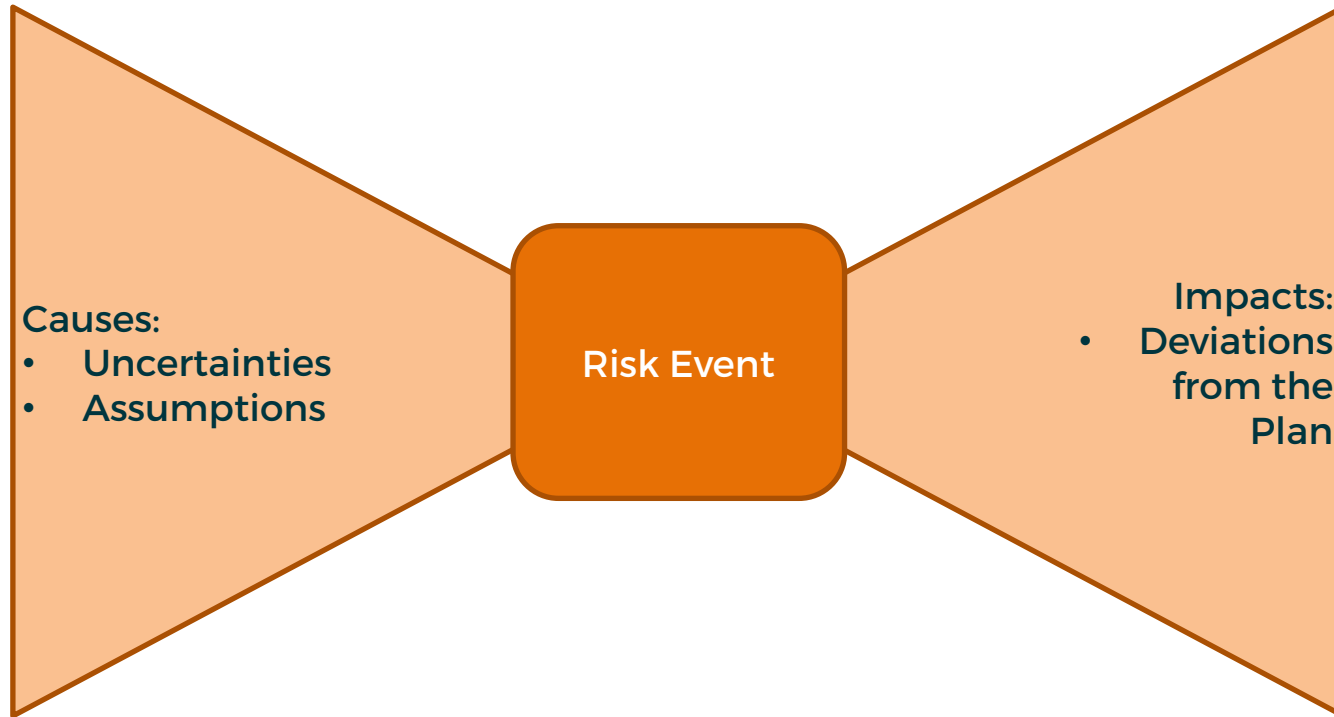 Causes:
• Uncertainties
• Assumptions
Risk Event
Impacts:
• Deviations
from the
Plan